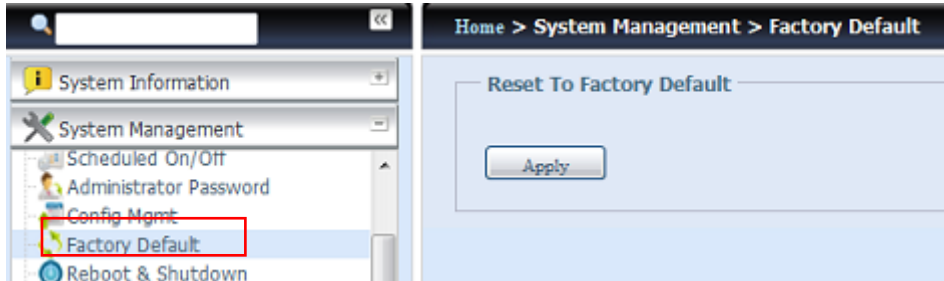 Home > System Management > Factory Default
System Information
System Management
Scheduled On/Off
Administrator Password
Config Mgmt
Factory Default
Reboot & Shutdown
Reset To Factory Default
Apply